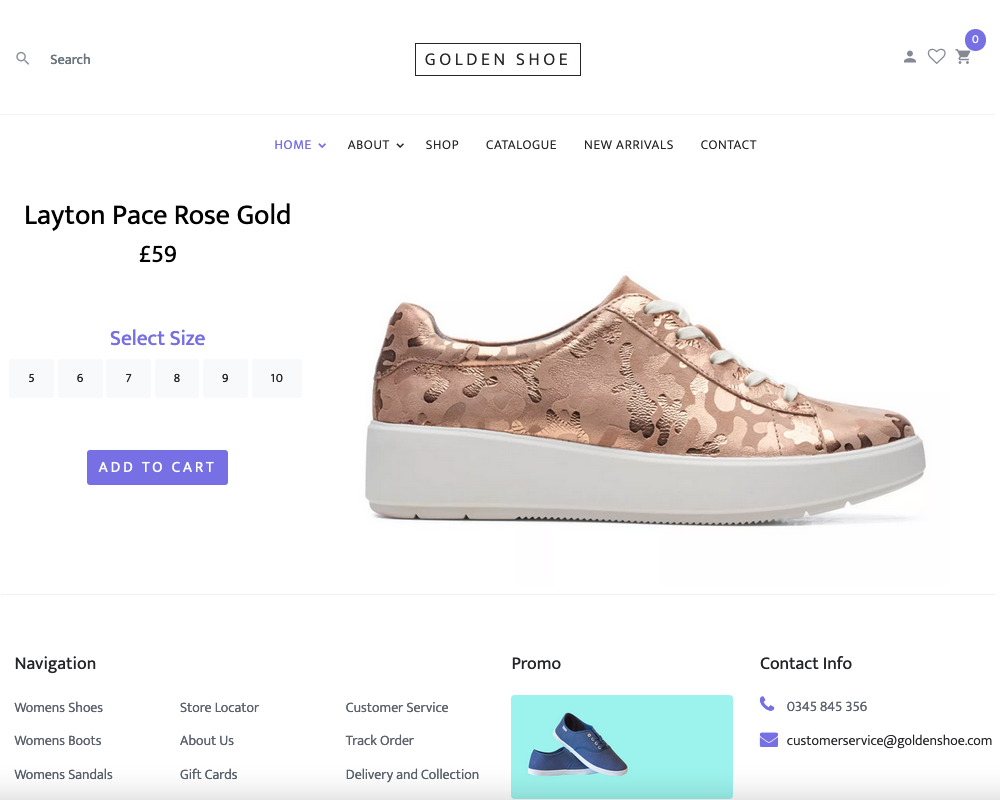 Search
GOLDEN SHOE
0
HOME ABOUT SHOP CATALOGUE NEW ARRIVALS CONTACT
Layton Pace Rose Gold
£59
Select Size
5 6 7 8 9 10
ADD TO CART
Navigation
Womens Shoes
Womens Boots
Womens Sandals
Store Locator
About Us
Gift Cards
Customer Service
Track Order
Delivery and Collection
Promo
Contact Info
0345 845 356
customerservice@goldenshoe.com